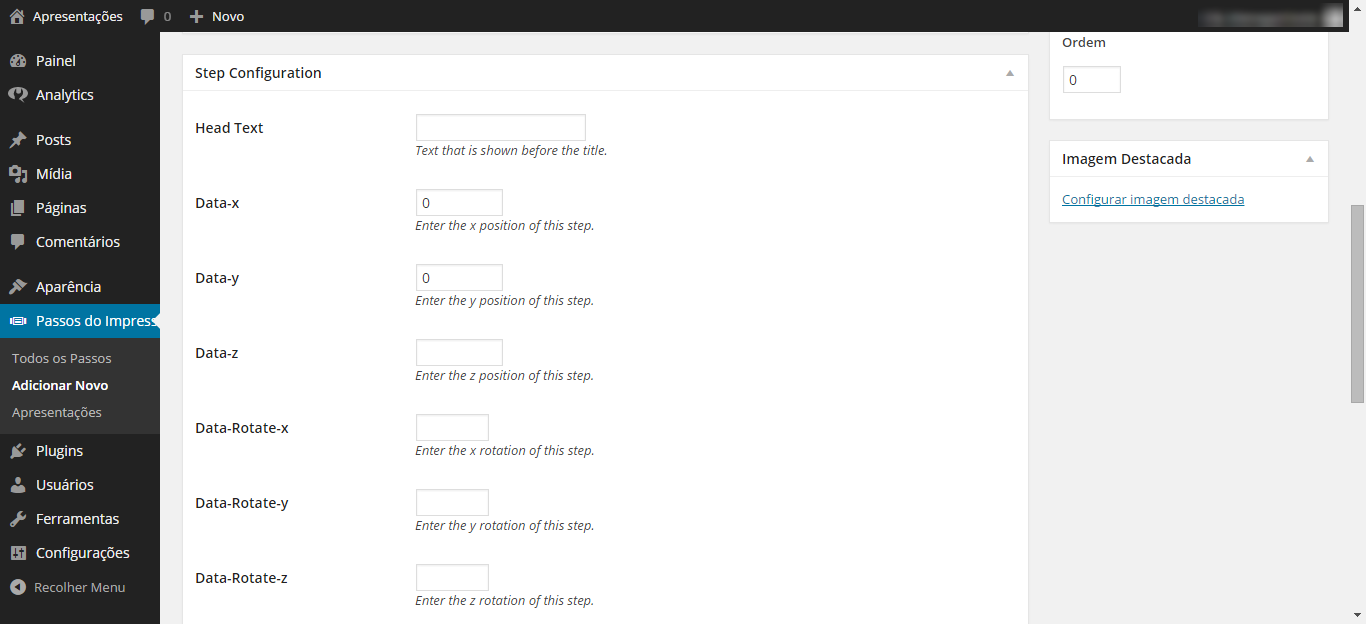 Apresentações 0 Novo
Painel
Analytics
Posts
Mídia
Páginas
Comentários
Aparência
Passos do Impress
Todos os Passos
Adicionar Novo
Apresentações
Plugins
Usuários
Ferramentas
Configurações
Recolher Menu
Step Configuration
Head Text
Text that is shown before the title.
Data-x 0
Enter the x position of this step.
Data-y 0
Enter the y position of this step.
Data-z
Enter the z position of this step.
Data-Rotate-x
Enter the x rotation of this step.
Data-Rotate-y
Enter the y rotation of this step.
Data-Rotate-z
Enter the z rotation of this step.
Ordem
0
Imagem Destacada
Configurar imagem destacada